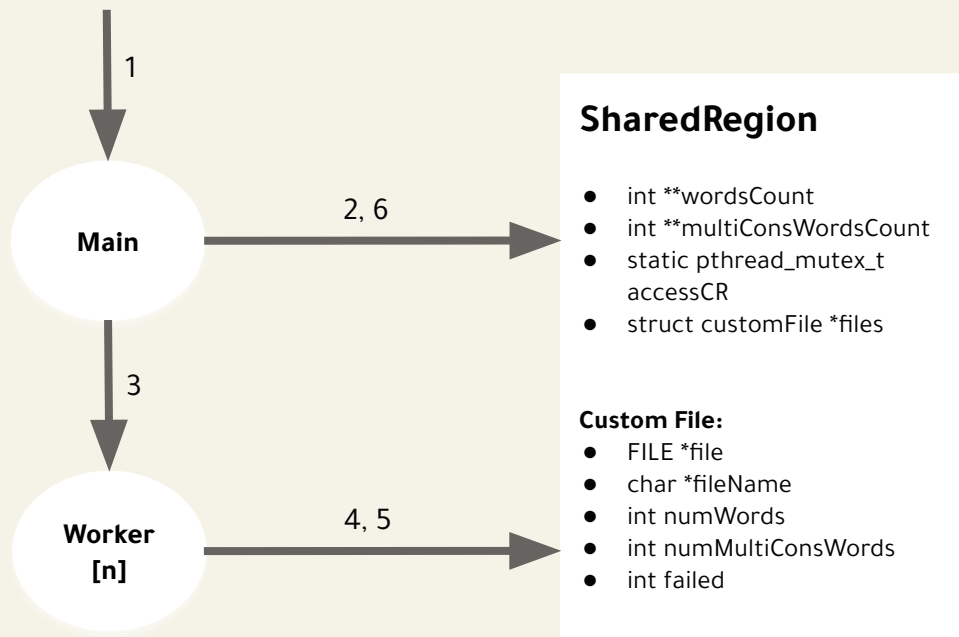 1
SharedRegion
● int **wordsCount
● int **multiConsWordsCount
● static pthread_mutex_t
accessCR
● struct customFile *files
Main
2, 6
3
Custom File:
● FILE *file
● char *fileName
● int numWords
● int numMultiConsWords
● int failed
Worker
[n]
4, 5